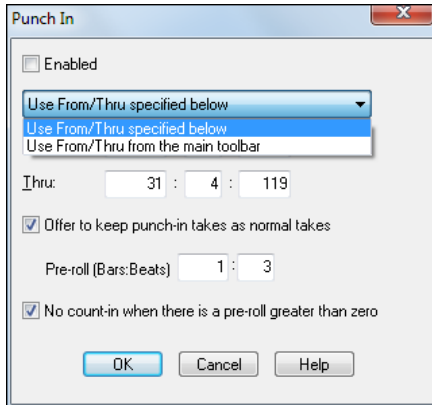 Punch In
Enabled
Use From/Thru specified below
Use From/Thru specified below
Use From/Thru from the main toolbar
Thru: 31 : 4 : 119
Offer to keep punch-in takes as normal takes
Pre-roll (Bars:Beats) 1 : 3
No count-in when there is a pre-roll greater than zero
OK Cancel Help